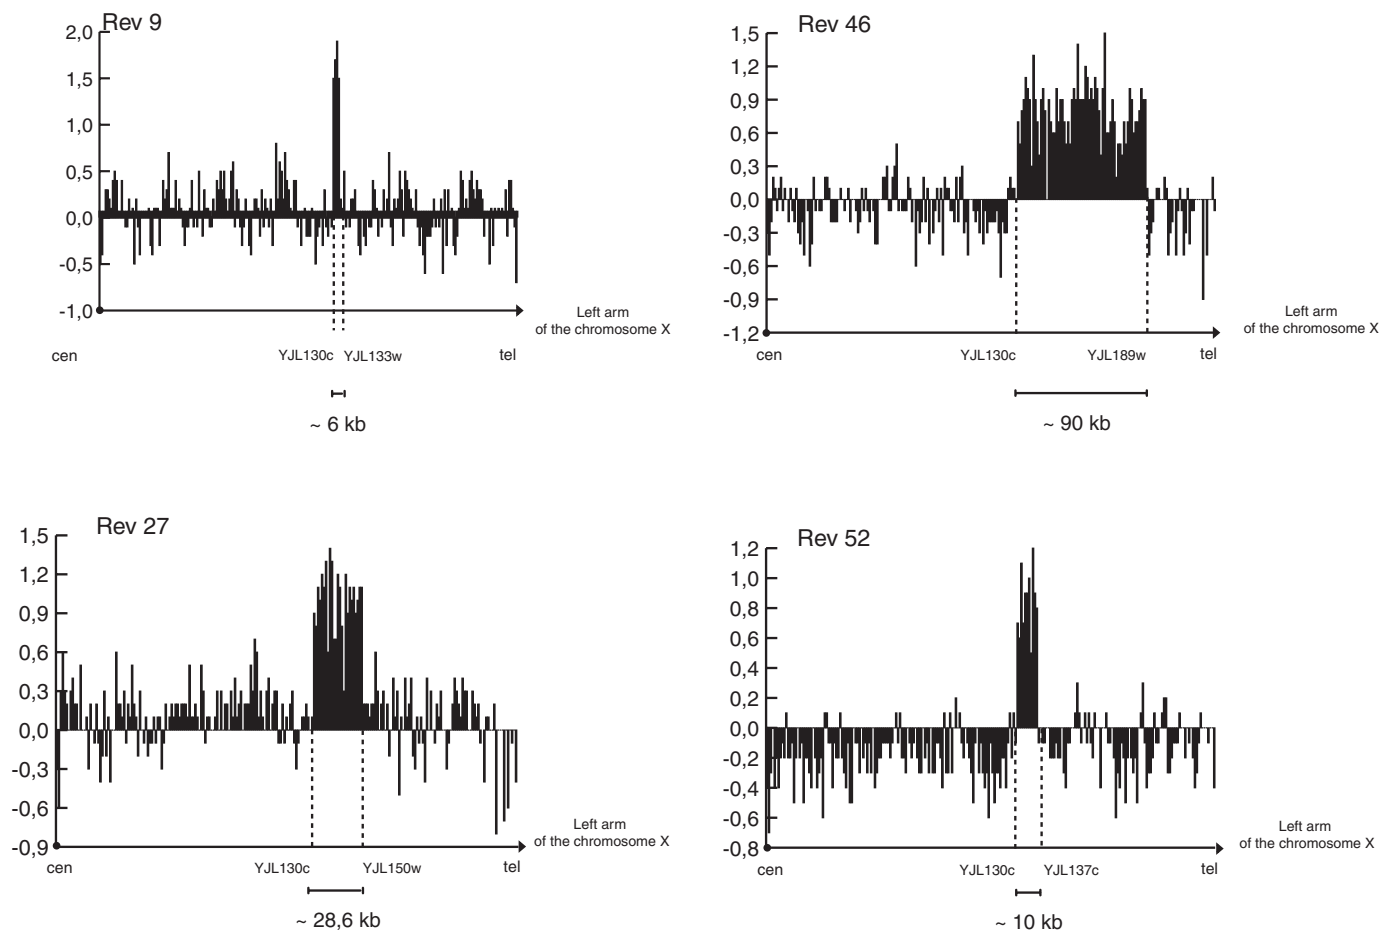 Rev 9
2,0
1,5
1,0
0,5
0,0
-0,5
-1,0
Left arm
of the chromosome X
cen
YJL130c
YJL133w
tel
~ 6 kb
Rev 46
1,5
1,2
0,9
0,6
0,3
0,0
-0,3
-0,6
-0,9
-1,2
Left arm
of the chromosome X
cen
YJL130c
YJL189w
tel
~ 90 kb
Rev 27
1,5
1,2
0,9
0,6
0,3
0,0
-0,3
-0,6
-0,9
Left arm
of the chromosome X
cen
YJL130c
YJL150w
tel
~ 28,6 kb
Rev 52
1,2
1,0
0,8
0,6
0,4
0,2
0,0
-0,2
-0,4
-0,6
-0,8
Left arm
of the chromosome X
cen
YJL130c
YJL137c
tel
~ 10 kb